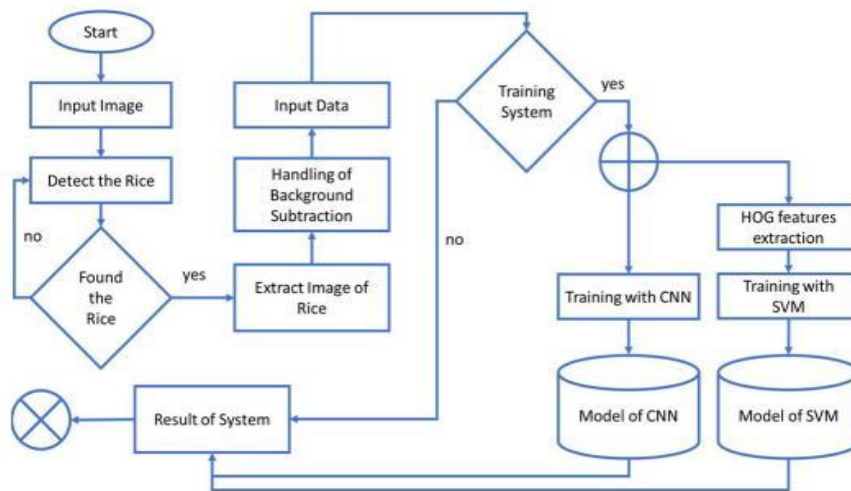 Start
Input Image
Detect the Rice
no
Found
the
Rice
yes
Extract Image of
Rice
Handling of
Background
Subtraction
Input Data
Training
System
yes
no
HOG features
extraction
Training with CNN
Training with
SVM
Model of CNN
Model of SVM
Result of System